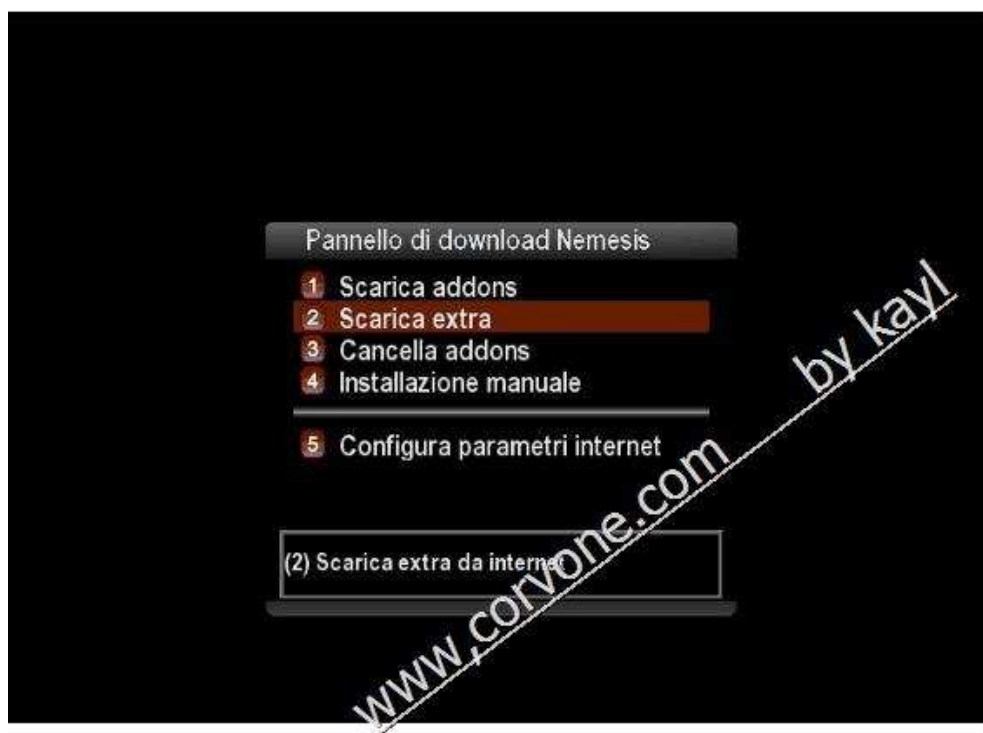 Pannello di download Nemesis
1 Scarica addons
2 Scarica extra
3 Cancella addons
4 Installazione manuale
5 Configura parametri internet
(2) Scarica extra da internet
www,corvone.com by kayl